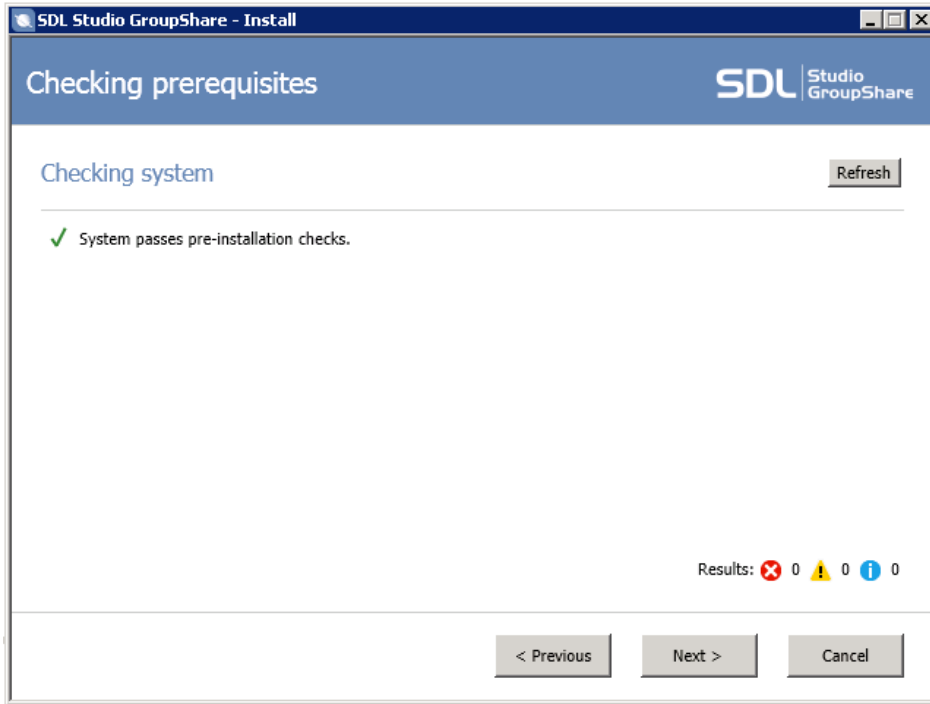 SDL Studio GroupShare - Install
Checking prerequisites
SDL Studio
GroupShare
Checking system
Refresh
System passes pre-installation checks.
Results: 0 0 0
< Previous
Next >
Cancel